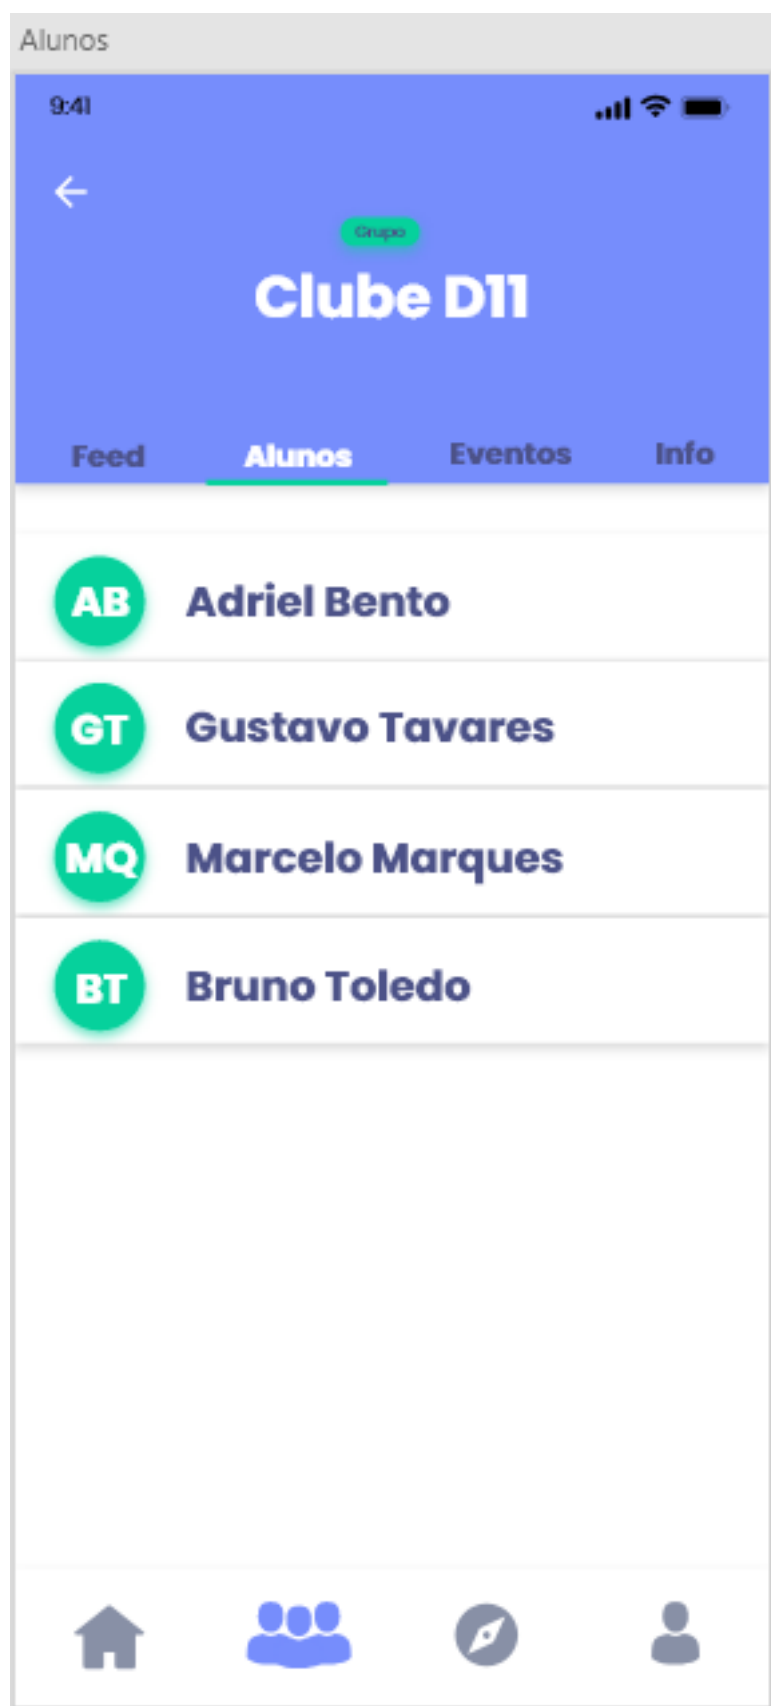 Alunos
9:41
Grupo
Clube D11
Feed Alunos Eventos Info
AB Adriel Bento
GT Gustavo Tavares
MQ Marcelo Marques
BT Bruno Toledo